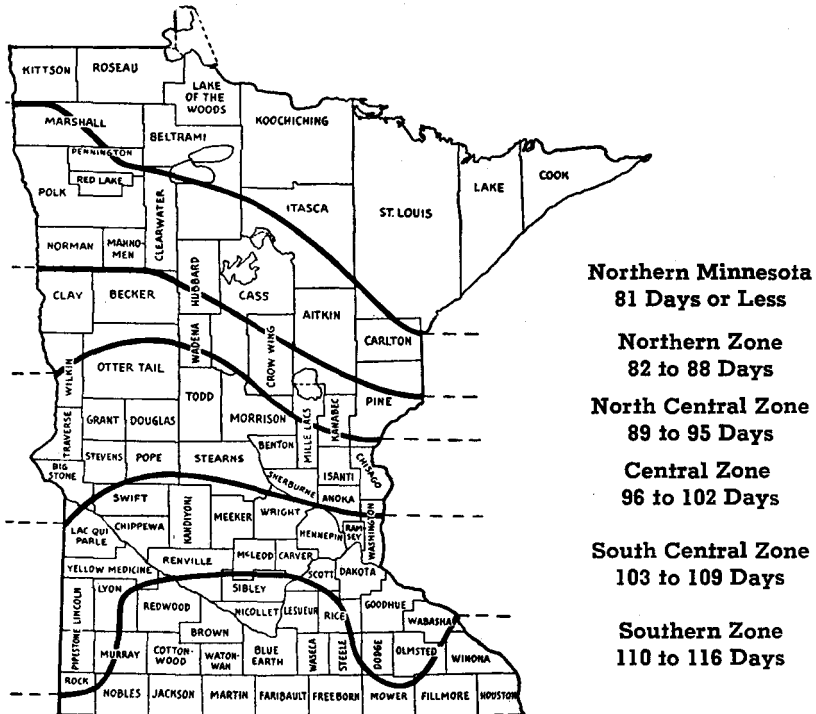 KITTSON
ROSEAU
LAKE
OF THE
WOODS
MARSHALL
BELTRAMI
KOOCHICHING
PENNINGTON
RED LAKE
POLK
CLEARWATER
ITASCA
ST. LOUIS
LAKE
COOK
NORMAN
MAHNO-
MEN
HUBBARD
CASS
CLAY
BECKER
AITKIN
CARLTON
WADENA
CROW WING
WILKIN
OTTER TAIL
TODD
PINE
MORRISON
MILLE LACS
KANABEC
TRAVERSE
GRANT
DOUGLAS
BENTON
STEVENS
POPE
STEARNS
BIG
STONE
SHERBURNE
ISANTI
CHISAGO
ANOKA
SWIFT
KANDIYOHI
MEEKER
WRIGHT
WASHINGTON
LAC QUI
PARLE
CHIPPEWA
HENNEPIN
RAM-
SEY
RENVILLE
MCLEOD
CARVER
YELLOW MEDICINE
SCOTT
DAKOTA
LINCOLN
LYON
SIBLEY
REDWOOD
NICOLLET
LESUEUR
RICE
GOODHUE
WABASHA
BROWN
PIPESTONE
MURRAY
COTTON-
WOOD
WATON-
WAN
BLUE
EARTH
WASECA
STEELE
DODGE
OLMSTED
WINONA
ROCK
NOBLES
JACKSON
MARTIN
FARIBAULT
FREEBORN
MOWER
FILLMORE
HOUSTON
Northern Minnesota
81 Days or Less
Northern Zone
82 to 88 Days
North Central Zone
89 to 95 Days
Central Zone
96 to 102 Days
South Central Zone
103 to 109 Days
Southern Zone
110 to 116 Days